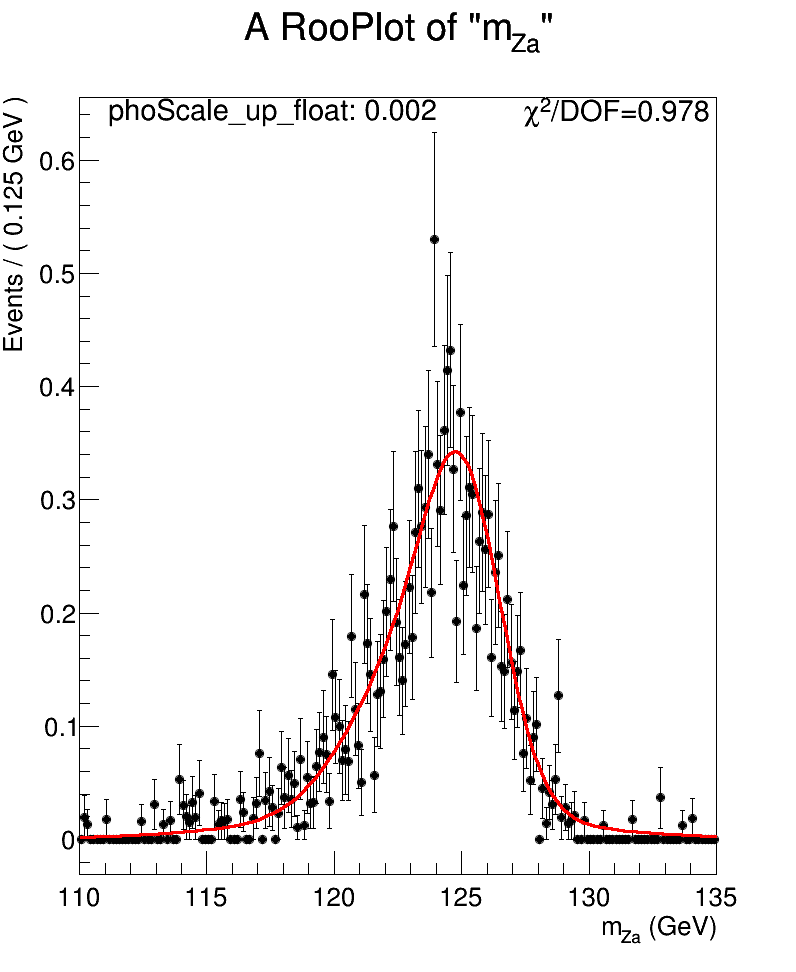 A RooPlot of "m_Za"
phoScale_up_float: 0.002
χ²/DOF=0.978
Events / ( 0.125 GeV )
0.6
0.5
0.4
0.3
0.2
0.1
0
110 115 120 125 130 135
m_Za (GeV)